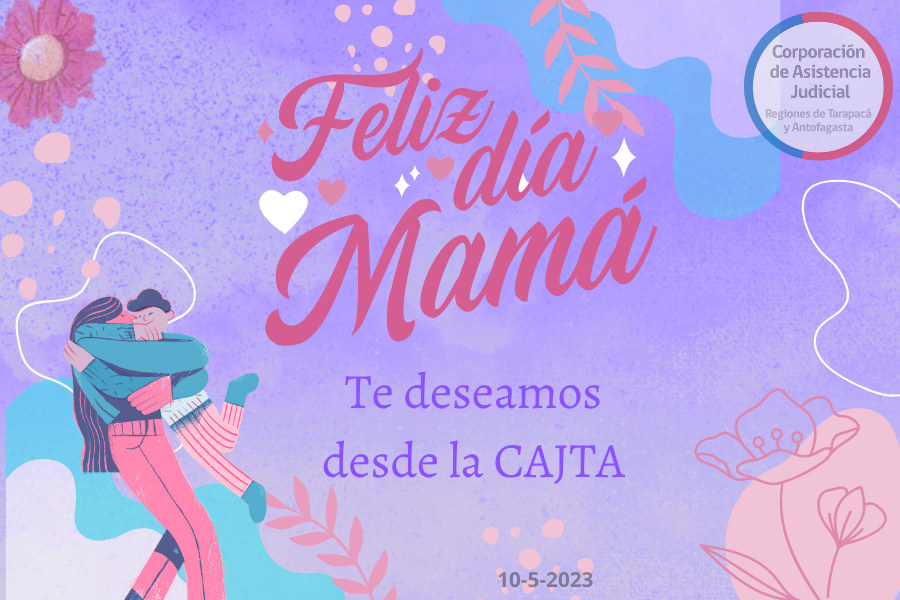 Feliz
día
Mamá
Corporación
de Asistencia
Judicial
Regiones de Tarapacá
y Antofagasta
Te deseamos
desde la CAJTA
10-5-2023